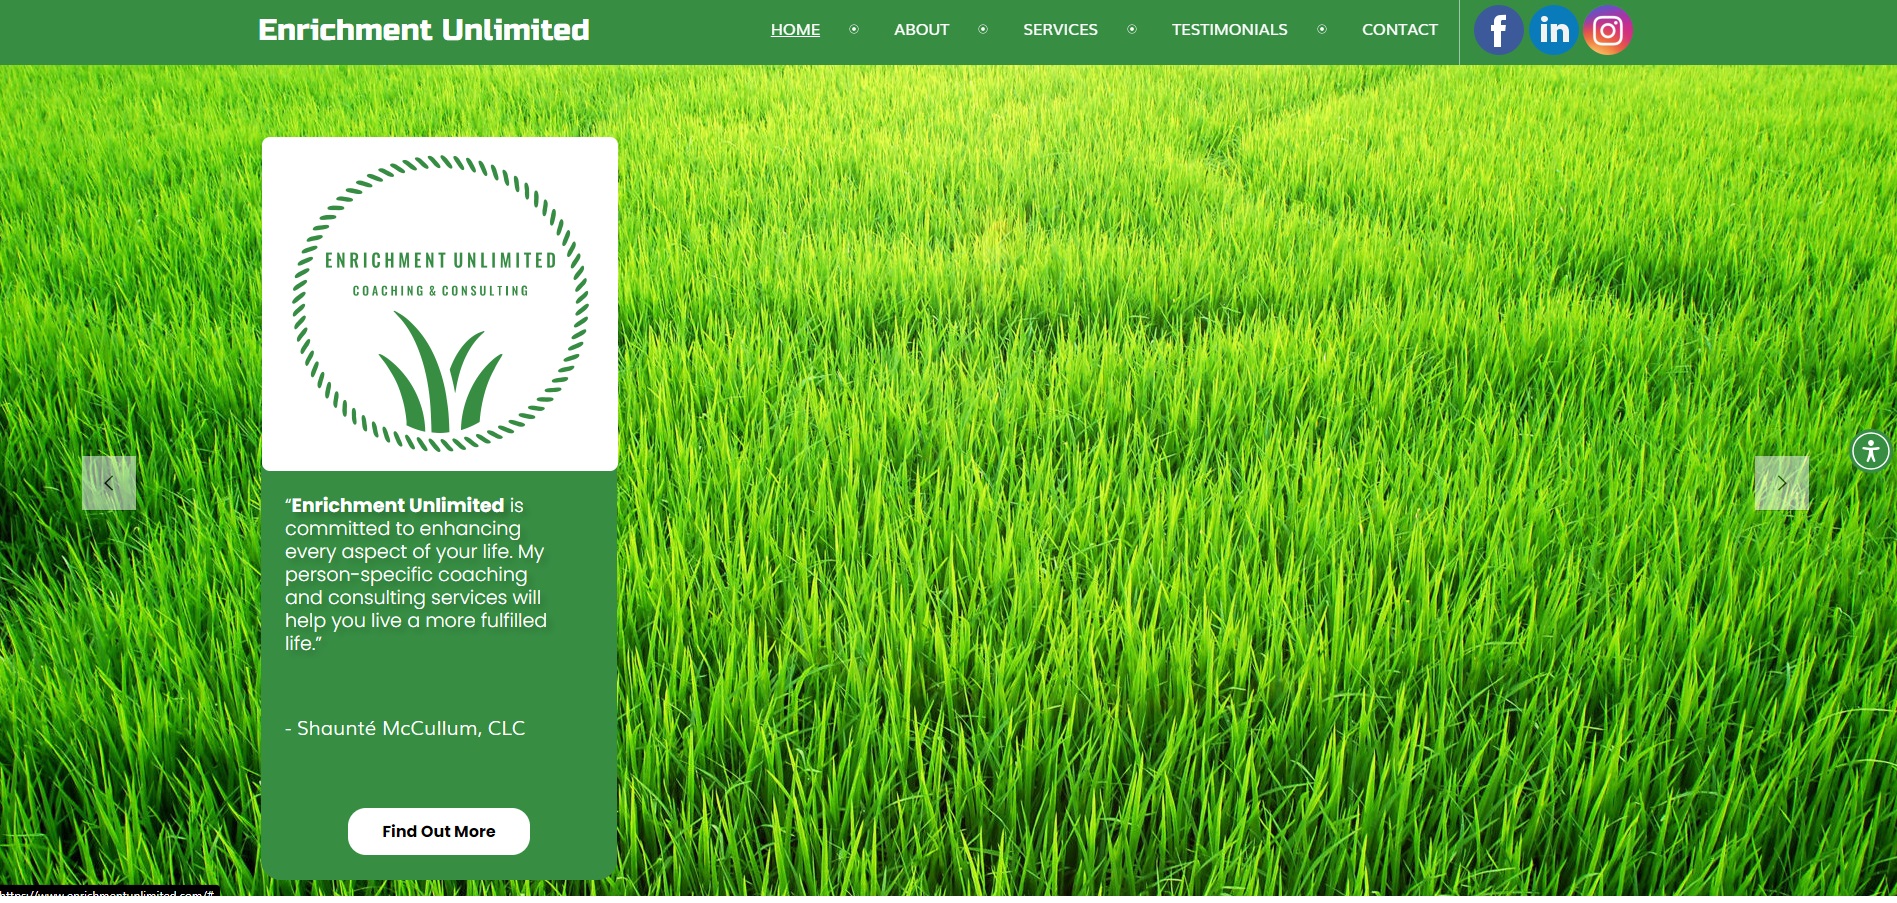 Enrichment Unlimited
HOME
ABOUT
SERVICES
TESTIMONIALS
CONTACT
f
in
ENRICHMENT UNLIMITED
COACHING & CONSULTING
“Enrichment Unlimited is
committed to enhancing
every aspect of your life. My
person-specific coaching
and consulting services will
help you live a more fulfilled
life.”
- Shaunté McCullum, CLC
Find Out More
https://www.enrichmentunlimited.com/#